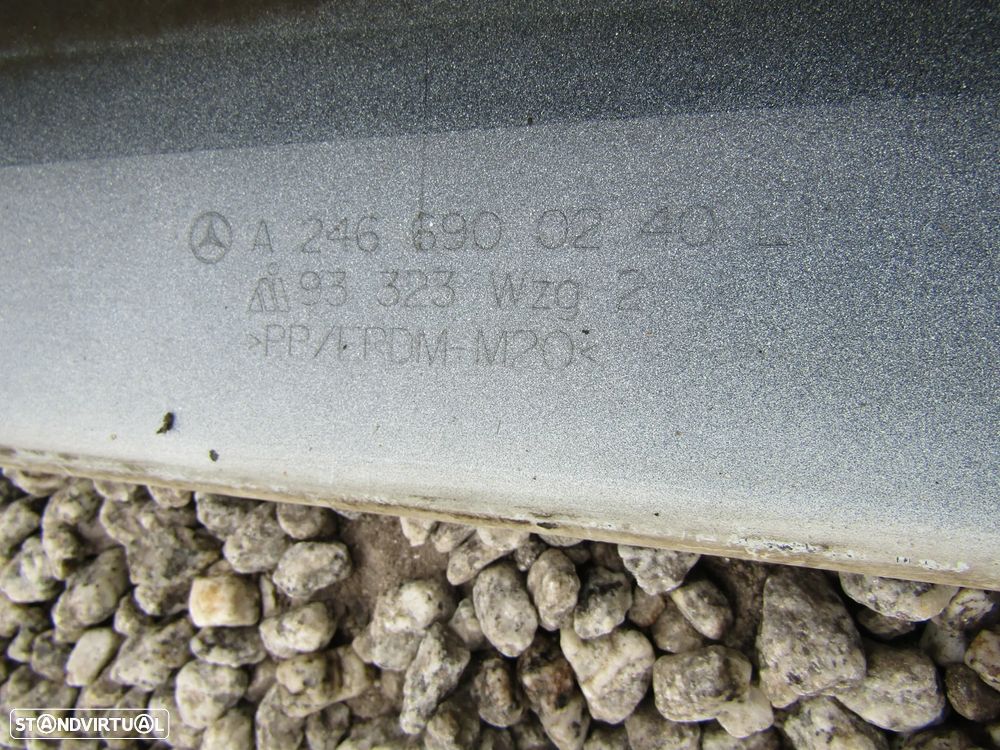 A 246 690 02 40
93 323 Wzg 2
>PP/EPDM-M20<
STANDVIRTUAL